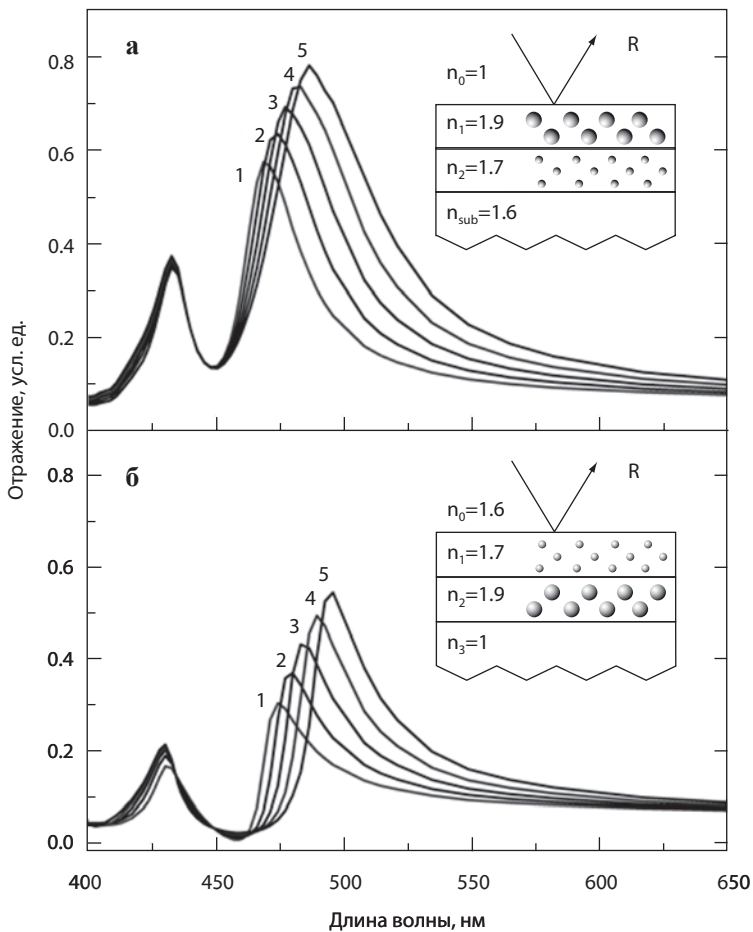 а
0.8
0.6
0.4
0.2
0.0
1
2
3
4
5
R
n0=1
n1=1.9
n2=1.7
nsub=1.6
Отражение, усл. ед.
б
0.8
0.6
0.4
0.2
0.0
1
2
3
4
5
R
n0=1.6
n1=1.7
n2=1.9
n3=1
400 450 500 550 600 650
Длина волны, нм